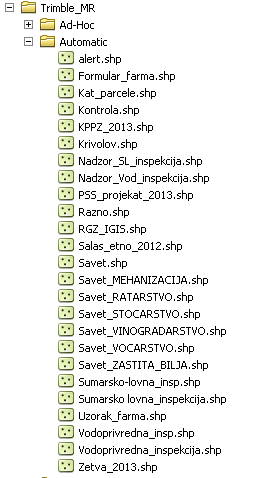 Trimble_MR
Ad-Hoc
Automatic
alert.shp
Formular_farma.shp
Kat_parcele.shp
Kontrola.shp
KPPZ_2013.shp
Krivolov.shp
Nadzor_SL_inspekcija.shp
Nadzor_Vod_inspekcija.shp
PSS_projekat_2013.shp
Razno.shp
RGZ_IGIS.shp
Salas_etno_2012.shp
Savet.shp
Savet_MEHANIZACIJA.shp
Savet_RATARSTVO.shp
Savet_STOCARSTVO.shp
Savet_VINOGRADARSTVO.shp
Savet_VOCARSTVO.shp
Savet_ZASTITA_BILJA.shp
Sumarsko-lovna_insp.shp
Sumarsko lovna_inspekcija.shp
Uzorak_farma.shp
Vodoprivredna_insp.shp
Vodoprivredna_inspekcija.shp
Zetva_2013.shp